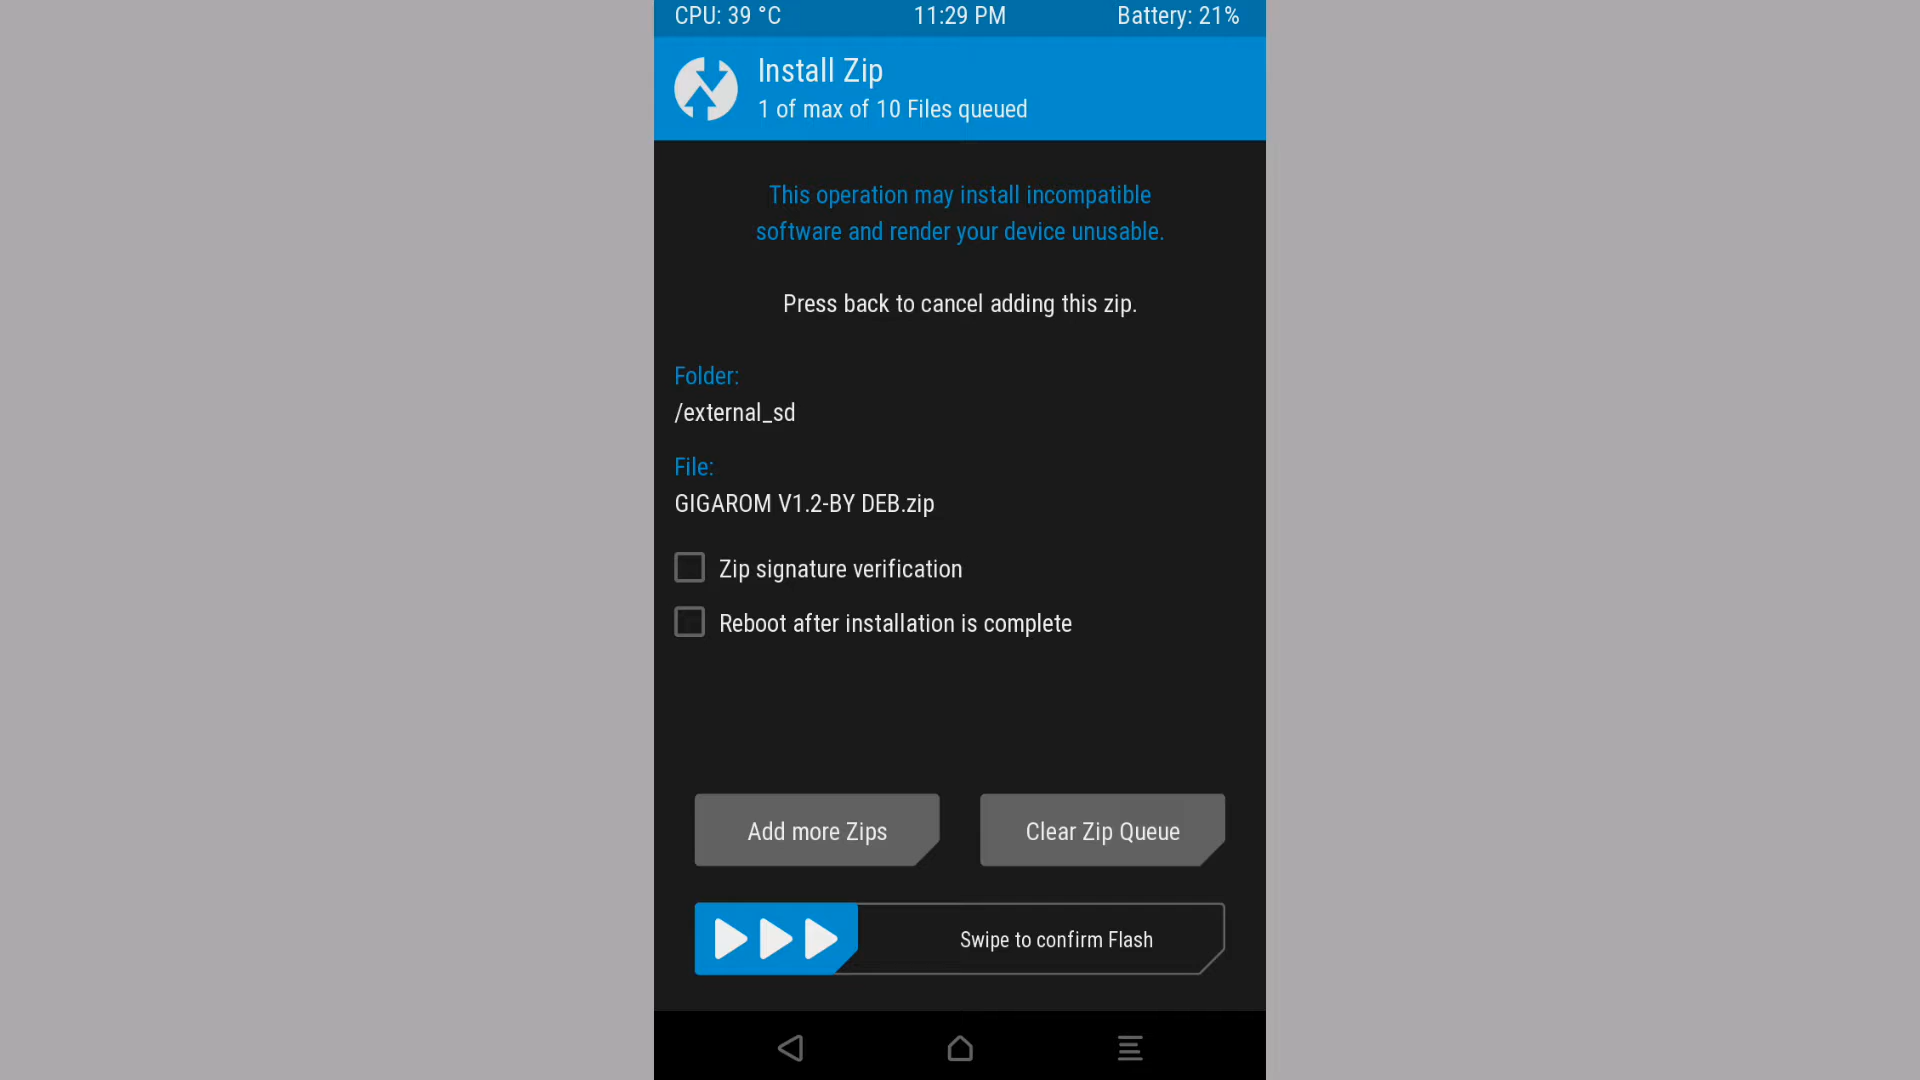 CPU: 39 °C 11:29 PM Battery: 21%
Install Zip
1 of max of 10 Files queued
This operation may install incompatible
software and render your device unusable.
Press back to cancel adding this zip.
Folder:
/external_sd
File:
GIGAROM V1.2-BY DEB.zip
Zip signature verification
Reboot after installation is complete
Add more Zips Clear Zip Queue
Swipe to confirm Flash